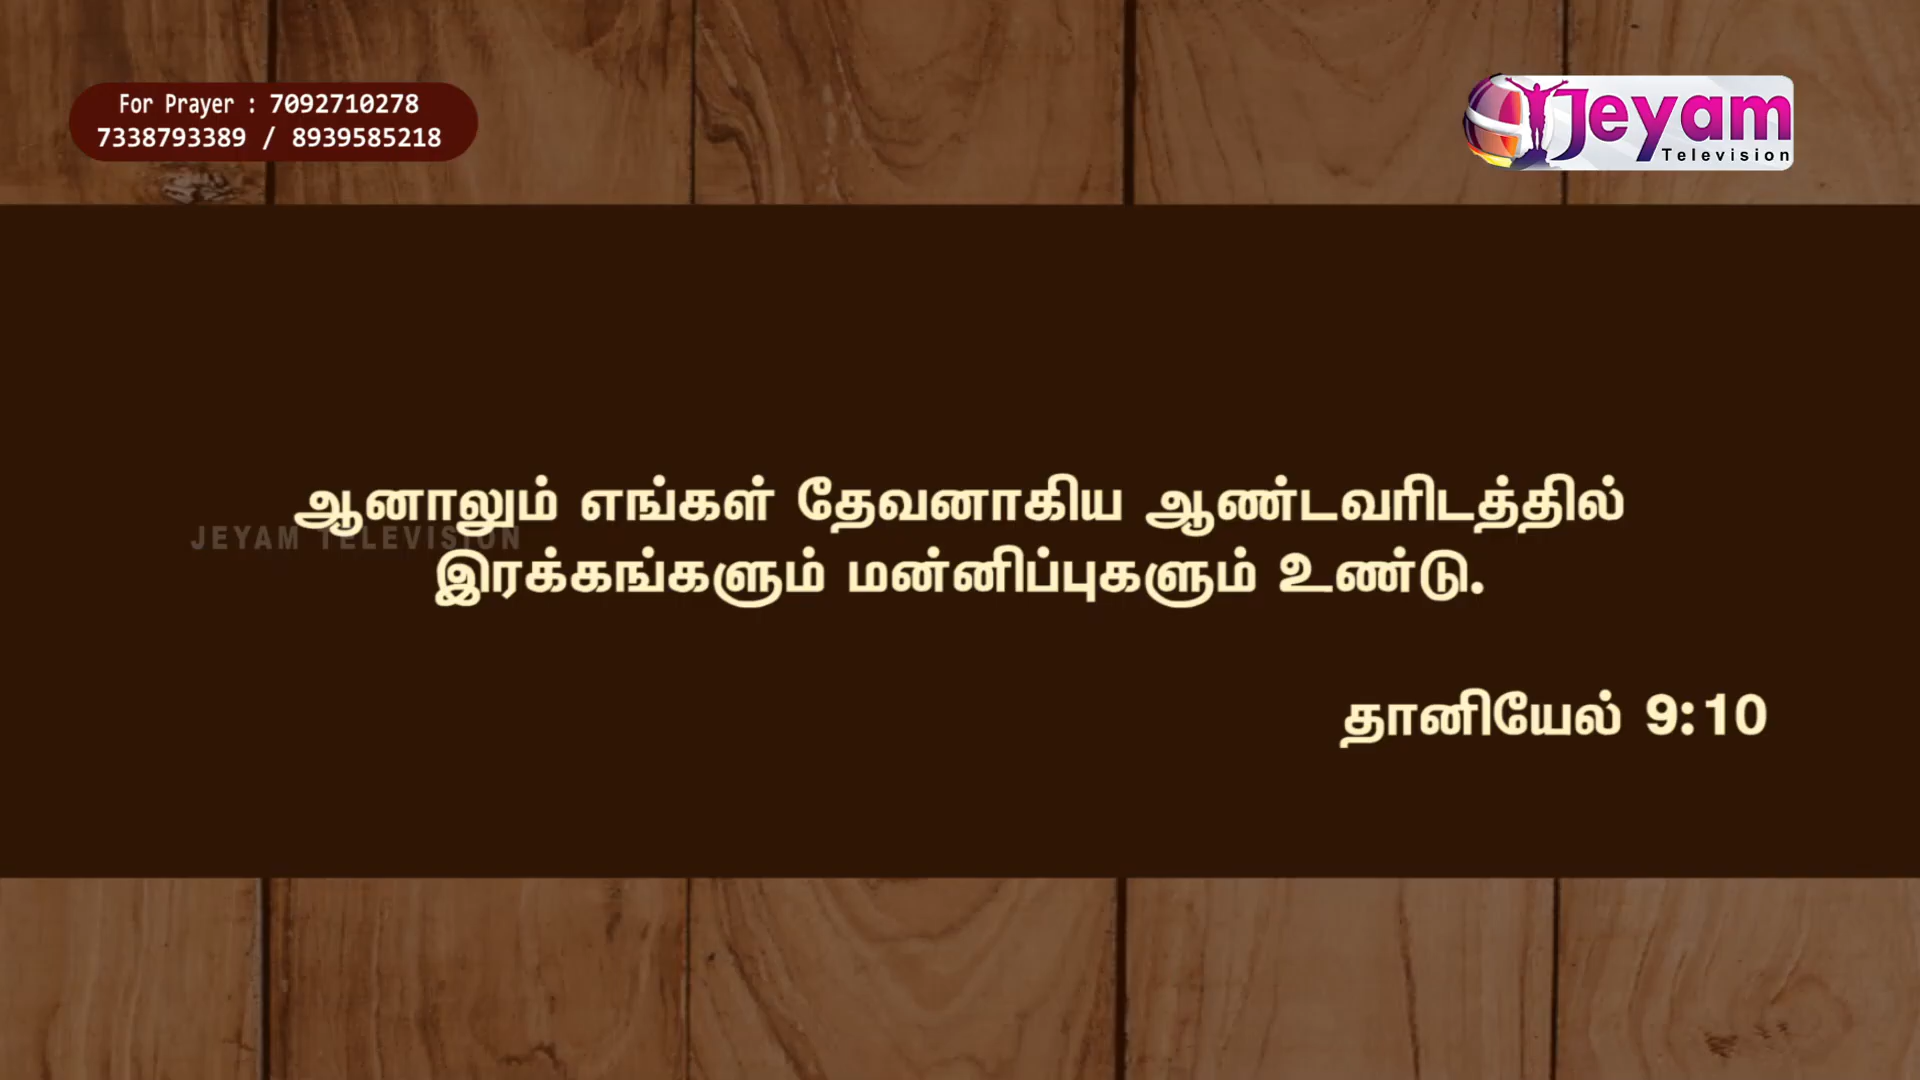 For Prayer : 7092710278
7338793389 / 8939585218
Jeyam
Television
ஆனாலும் எங்கள் தேவனாகிய ஆண்டவரிடத்தில்
JEYAM TELEVISION
இரக்கங்களும் மன்னிப்புகளும் உண்டு.
தானியேல் 9:10